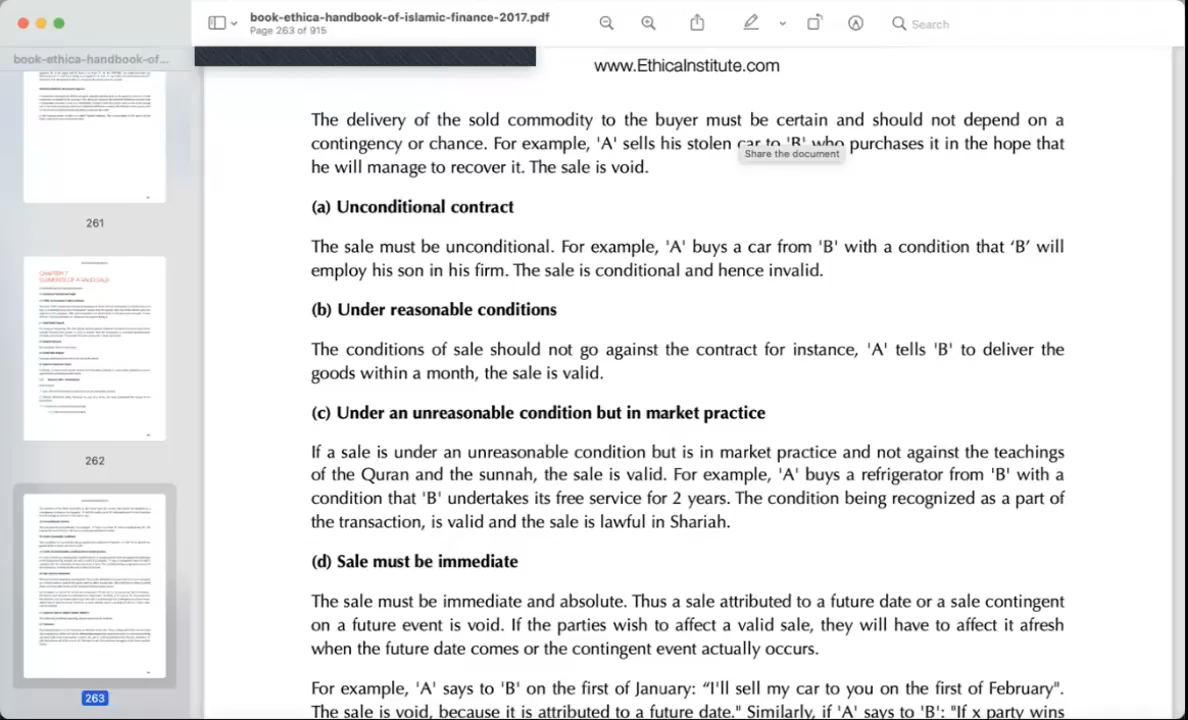 book-ethica-handbook-of-islamic-finance-2017.pdf
Page 263 of 915
Search
book-ethica-handbook-of...
261
CHAPTER 7
ELEMENTS OF A VALID SALE
262
263
www.EthicaInstitute.com
The delivery of the sold commodity to the buyer must be certain and should not depend on a
contingency or chance. For example, 'A' sells his stolen car to 'B' who purchases it in the hope that
Share the document
he will manage to recover it. The sale is void.
(a) Unconditional contract
The sale must be unconditional. For example, 'A' buys a car from 'B' with a condition that ‘B’ will
employ his son in his firm. The sale is conditional and hence invalid.
(b) Under reasonable conditions
The conditions of sale should not go against the contract for instance, 'A' tells 'B' to deliver the
goods within a month, the sale is valid.
(c) Under an unreasonable condition but in market practice
If a sale is under an unreasonable condition but is in market practice and not against the teachings
of the Quran and the sunnah, the sale is valid. For example, 'A' buys a refrigerator from 'B' with a
condition that 'B' undertakes its free service for 2 years. The condition being recognized as a part of
the transaction, is valid and the sale is lawful in Shariah.
(d) Sale must be immediate
The sale must be immediate and absolute. Thus a sale attributed to a future date or a sale contingent
on a future event is void. If the parties wish to affect a valid sale, they will have to affect it afresh
when the future date comes or the contingent event actually occurs.
For example, 'A' says to 'B' on the first of January: “I'll sell my car to you on the first of February".
The sale is void, because it is attributed to a future date." Similarly, if 'A' says to 'B': "If x party wins